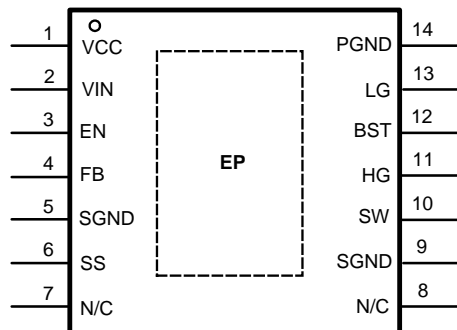 1 VCC PGND 14
2 VIN LG 13
3 EN BST 12
4 FB EP HG 11
5 SGND SW 10
6 SS SGND 9
7 N/C N/C 8